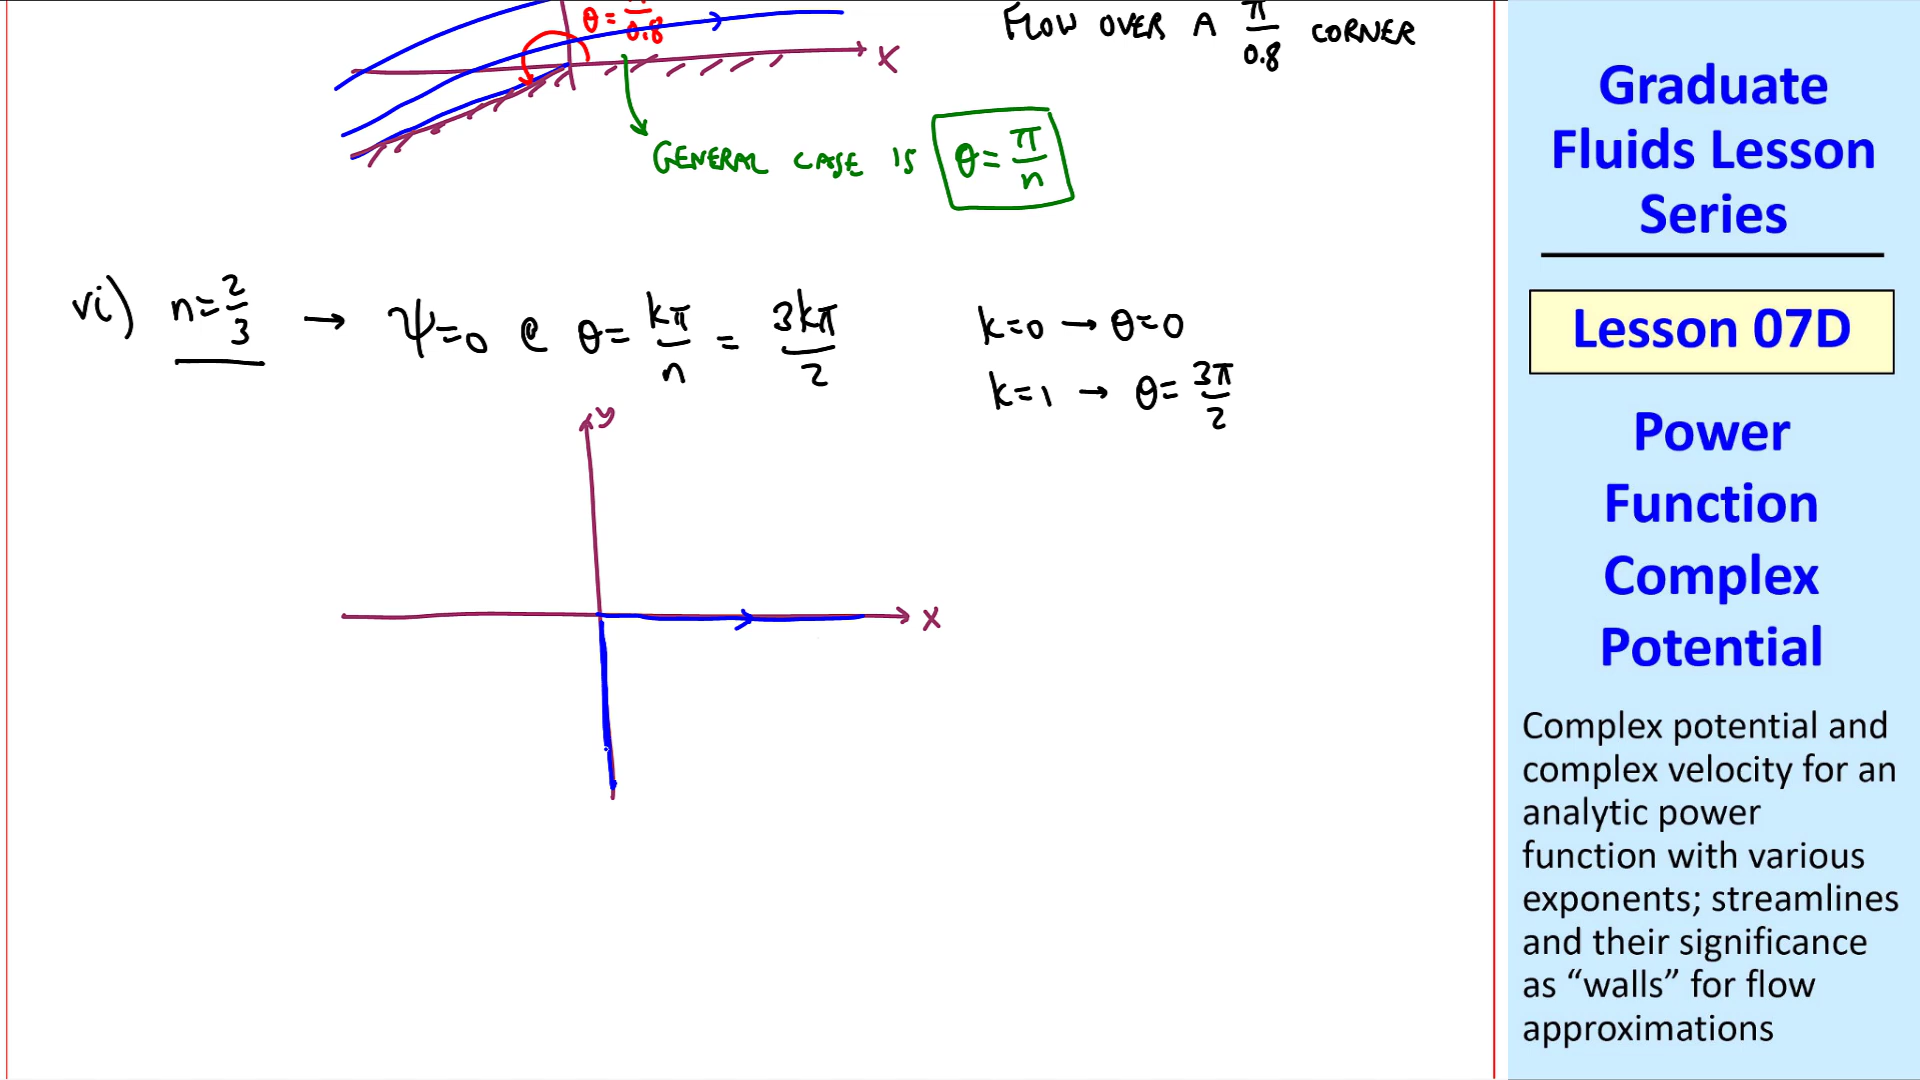 θ = π/0.8
FLOW OVER A π/0.8 CORNER
X
GENERAL CASE IS θ = π/n
vi) n = 2/3 → ψ = 0 @ θ = kπ/n = 3kπ/2
k = 0 → θ = 0
k = 1 → θ = 3π/2
y
X
Graduate
Fluids Lesson
Series
Lesson 07D
Power
Function
Complex
Potential
Complex potential and
complex velocity for an
analytic power
function with various
exponents; streamlines
and their significance
as “walls” for flow
approximations